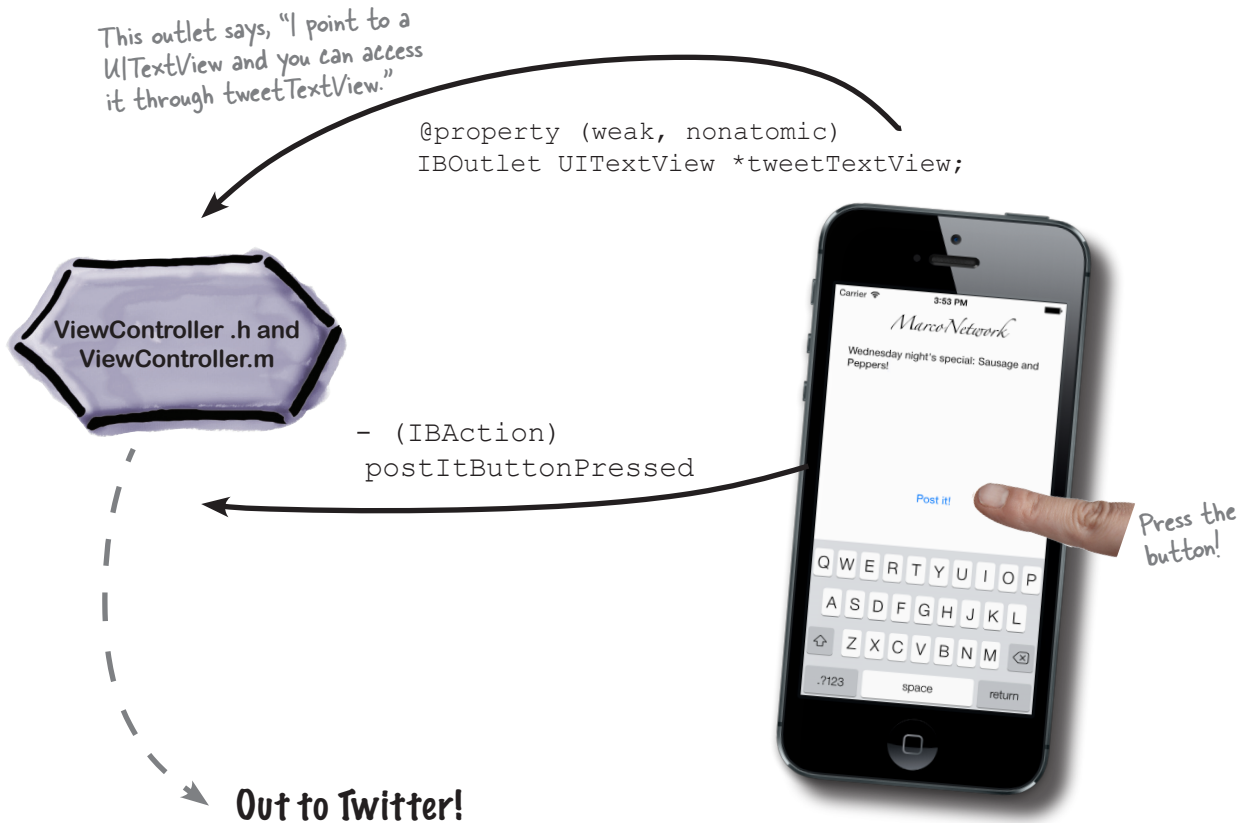 This outlet says, “I point to a
UITextView and you can access
it through tweetTextView.”
@property (weak, nonatomic)
IBOutlet UITextView *tweetTextView;
ViewController .h and
ViewController.m
- (IBAction)
postItButtonPressed
Carrier
3:53 PM
MarcoNetwork
Wednesday night's special: Sausage and
Peppers!
Post it!
Press the
button!
Q W E R T Y U I O P
A S D F G H J K L
Z X C V B N M
.?123 space return
Out to Twitter!